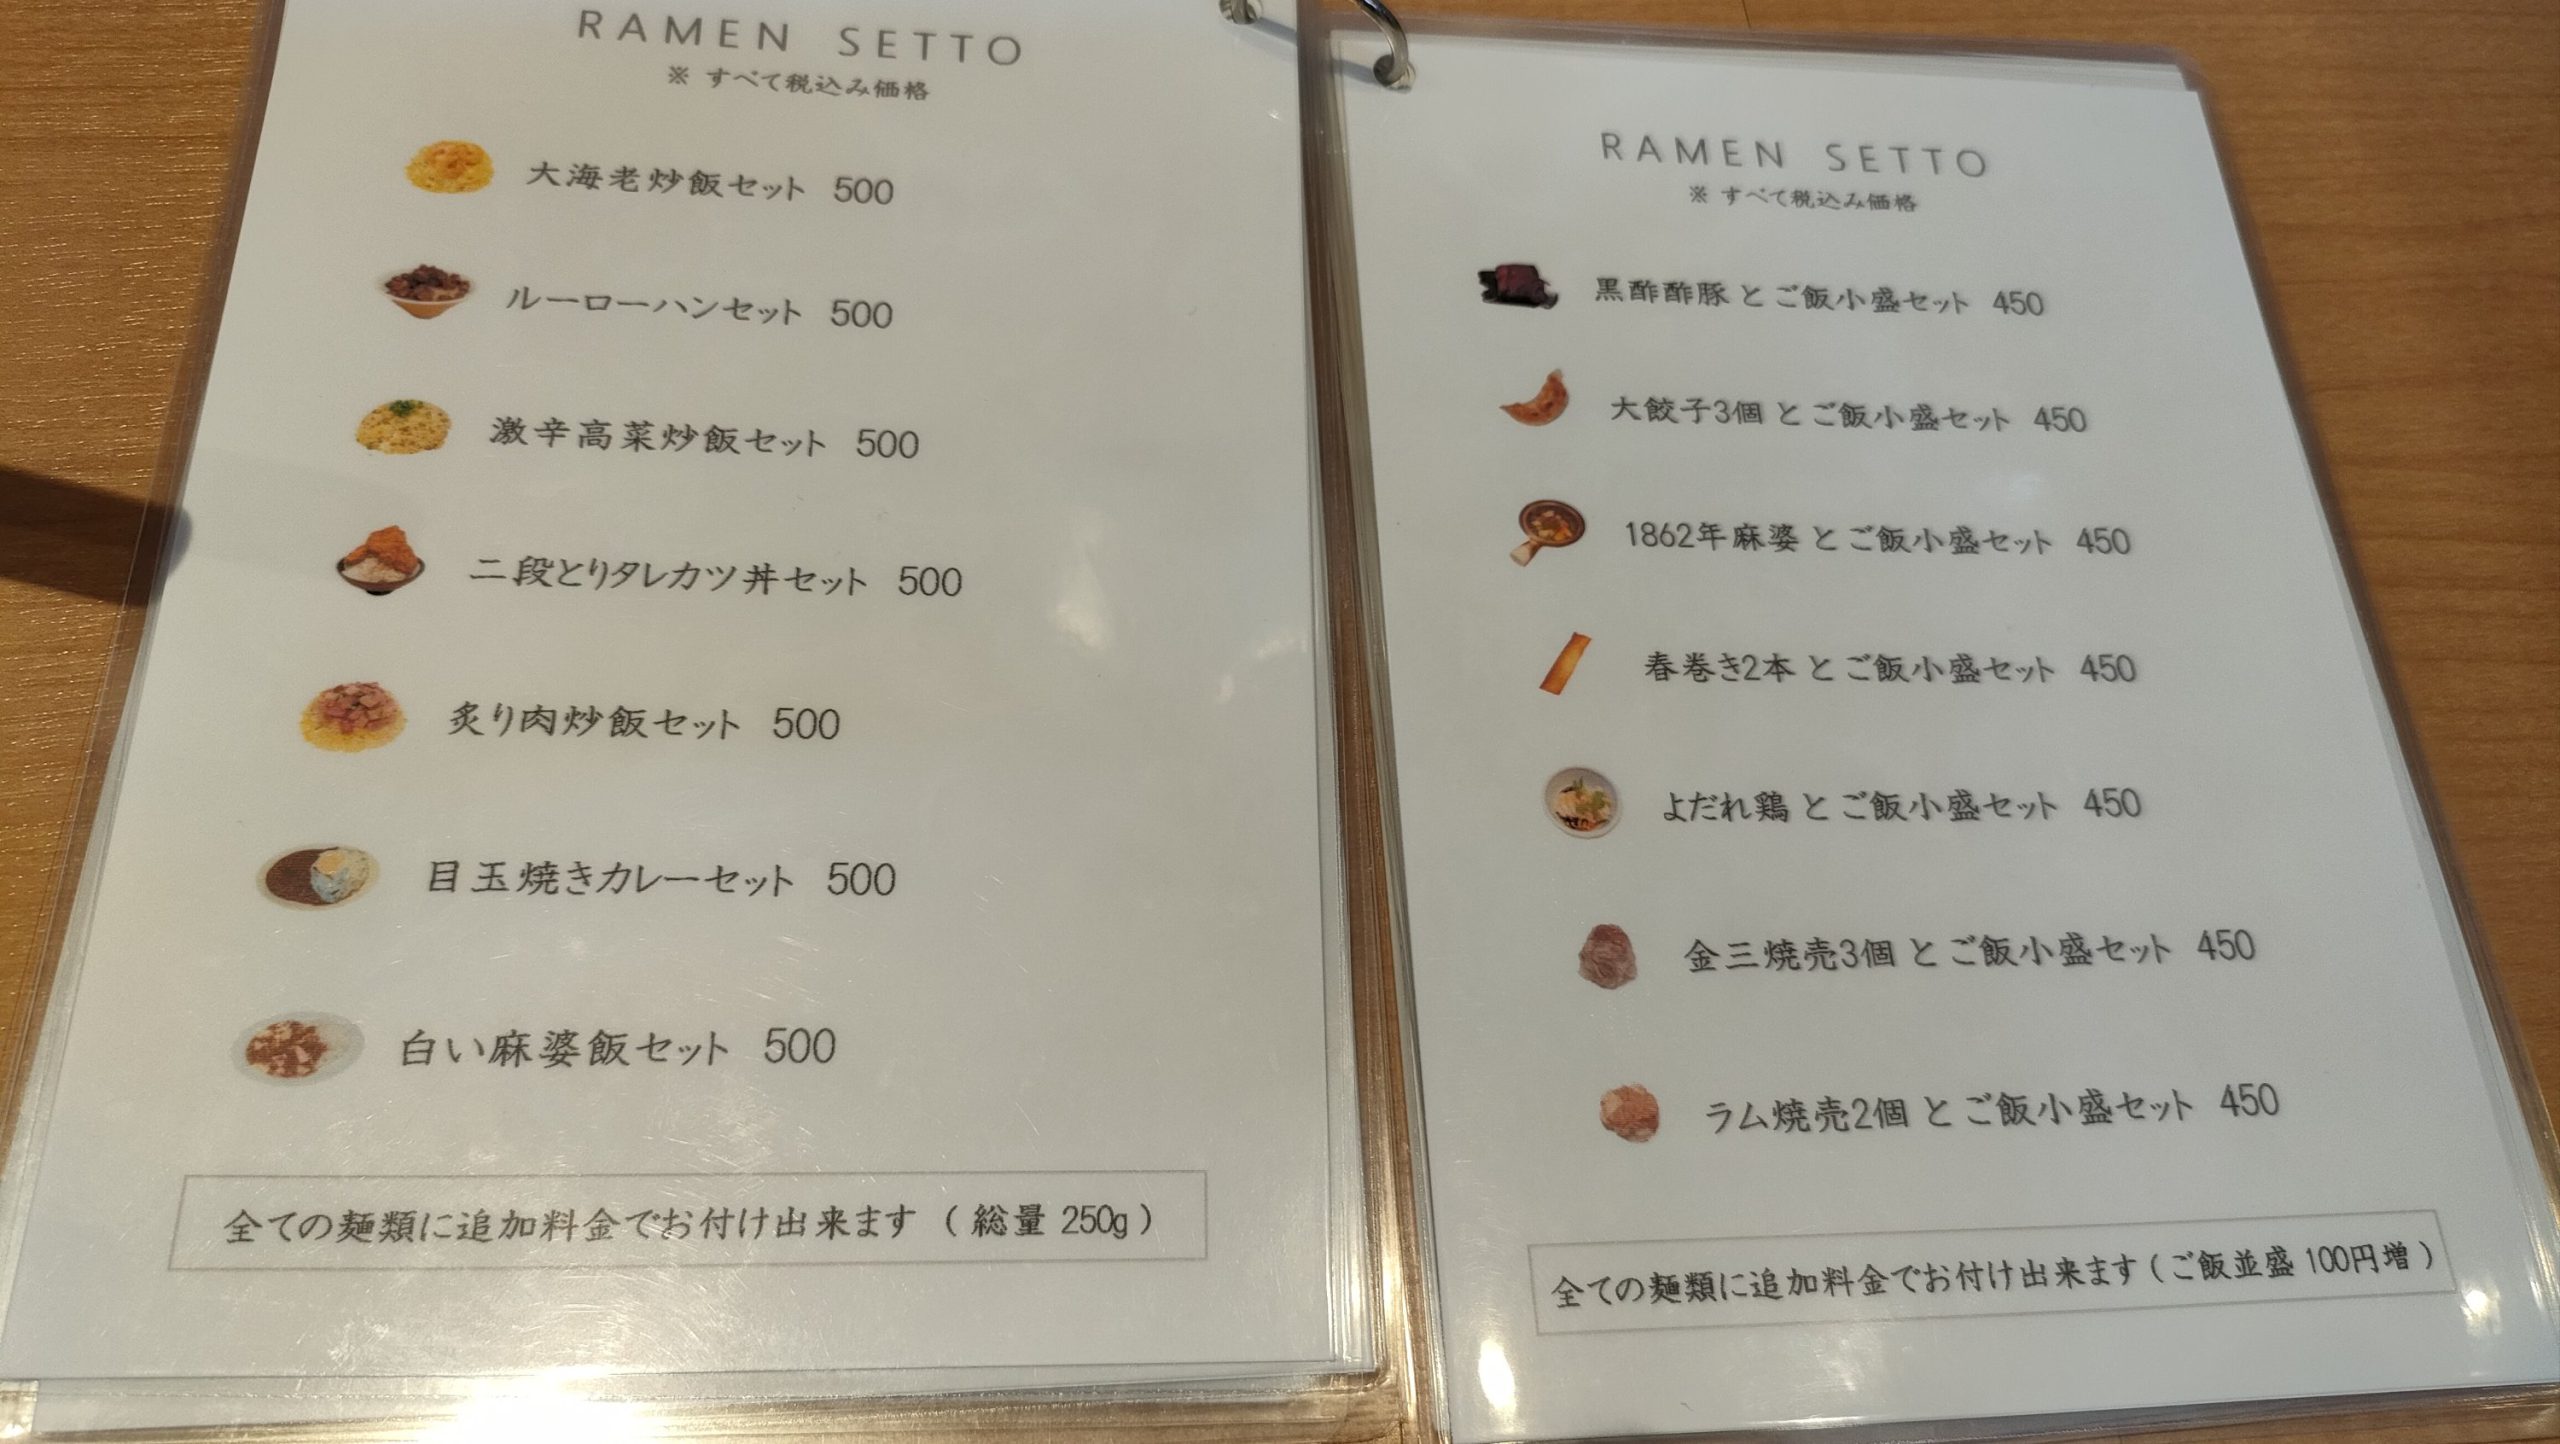 RAMEN SETTO
※ すべて税込み価格
大海老炒飯セット 500
ルーローハンセット 500
激辛高菜炒飯セット 500
二段とりタレカツ丼セット 500
炙り肉炒飯セット 500
目玉焼きカレーセット 500
白い麻婆飯セット 500
全ての麺類に追加料金でお付け出来ます ( 総量 250g )
RAMEN SETTO
※ すべて税込み価格
黒酢酢豚 とご飯小盛セット 450
大餃子3個 とご飯小盛セット 450
1862年麻婆 とご飯小盛セット 450
春巻き2本 とご飯小盛セット 450
よだれ鶏 とご飯小盛セット 450
金三焼売3個 とご飯小盛セット 450
ラム焼売2個 とご飯小盛セット 450
全ての麺類に追加料金でお付け出来ます ( ご飯並盛 100円増 )